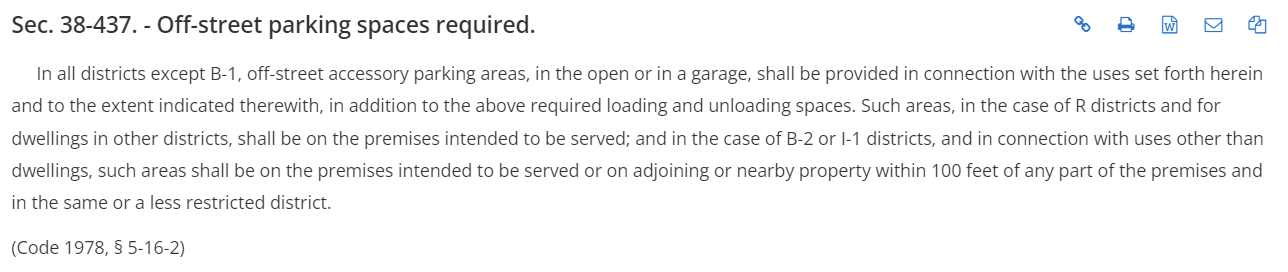 Sec. 38-437. - Off-street parking spaces required.
In all districts except B-1, off-street accessory parking areas, in the open or in a garage, shall be provided in connection with the uses set forth herein
and to the extent indicated therewith, in addition to the above required loading and unloading spaces. Such areas, in the case of R districts and for
dwellings in other districts, shall be on the premises intended to be served; and in the case of B-2 or I-1 districts, and in connection with uses other than
dwellings, such areas shall be on the premises intended to be served or on adjoining or nearby property within 100 feet of any part of the premises and
in the same or a less restricted district.
(Code 1978, § 5-16-2)